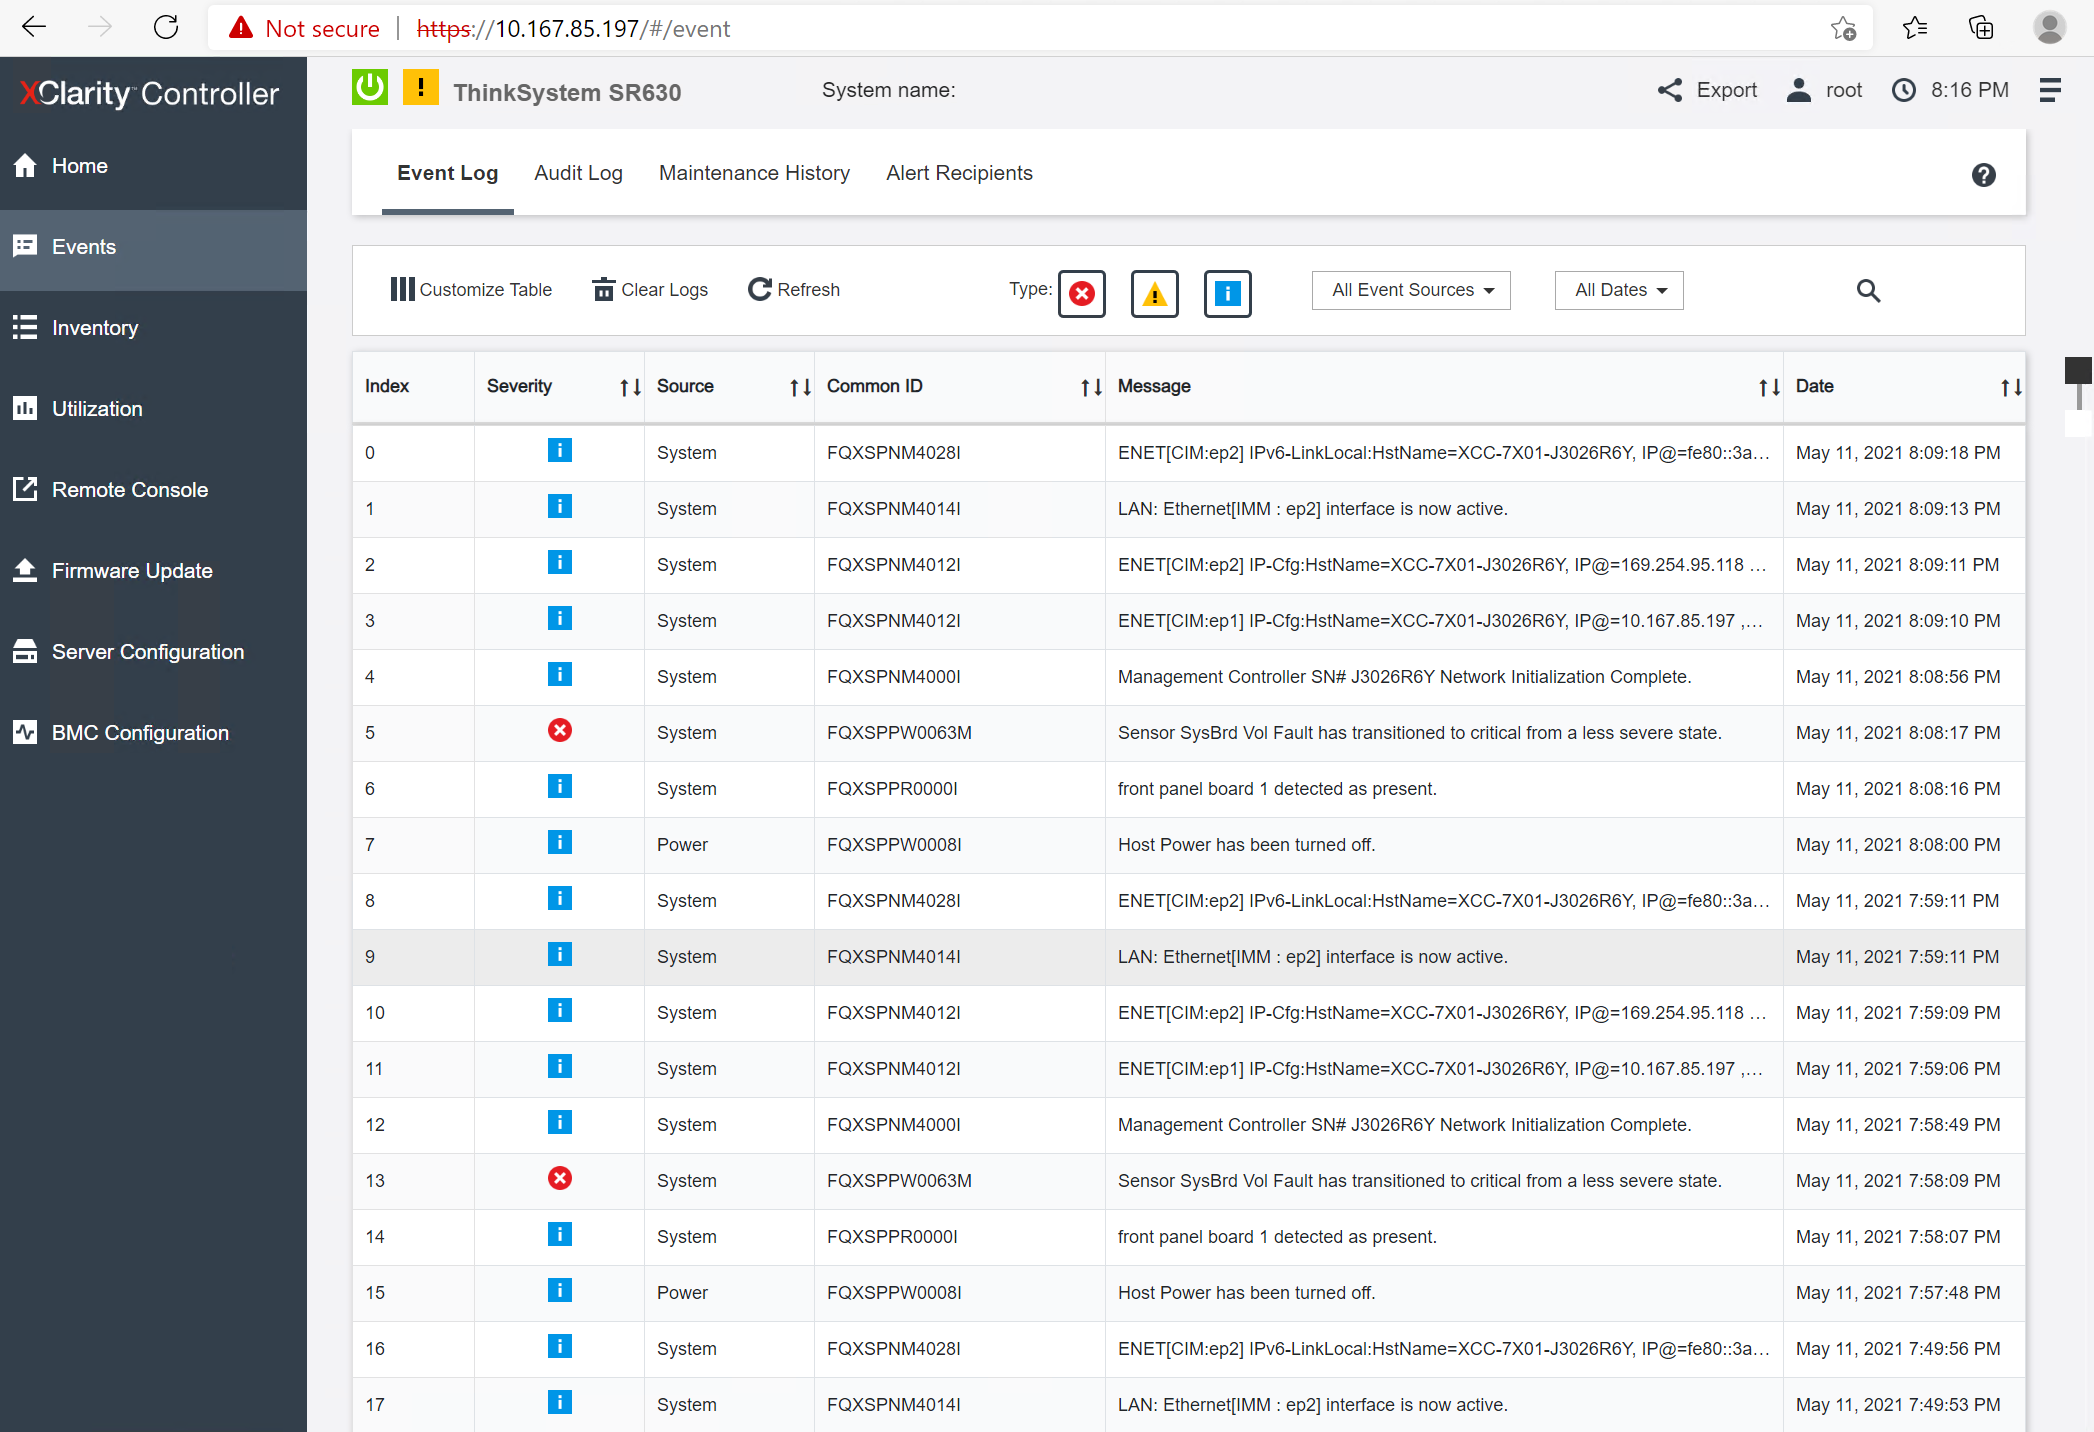 Not secure | https://10.167.85.197/#/event
XClarity Controller
ThinkSystem SR630
System name:
Export
root
8:16 PM
Home
Events
Inventory
Utilization
Remote Console
Firmware Update
Server Configuration
BMC Configuration
Event Log Audit Log Maintenance History Alert Recipients
Customize Table Clear Logs Refresh Type: All Event Sources All Dates
Index Severity Source Common ID Message Date
0 System FQXSPNM4028I ENET[CIM:ep2] IPv6-LinkLocal:HstName=XCC-7X01-J3026R6Y, IP@=fe80::3a... May 11, 2021 8:09:18 PM
1 System FQXSPNM4014I LAN: Ethernet[IMM : ep2] interface is now active. May 11, 2021 8:09:13 PM
2 System FQXSPNM4012I ENET[CIM:ep2] IP-Cfg:HstName=XCC-7X01-J3026R6Y, IP@=169.254.95.118 ... May 11, 2021 8:09:11 PM
3 System FQXSPNM4012I ENET[CIM:ep1] IP-Cfg:HstName=XCC-7X01-J3026R6Y, IP@=10.167.85.197 ,... May 11, 2021 8:09:10 PM
4 System FQXSPNM4000I Management Controller SN# J3026R6Y Network Initialization Complete. May 11, 2021 8:08:56 PM
5 System FQXSPPW0063M Sensor SysBrd Vol Fault has transitioned to critical from a less severe state. May 11, 2021 8:08:17 PM
6 System FQXSPPR0000I front panel board 1 detected as present. May 11, 2021 8:08:16 PM
7 Power FQXSPPW0008I Host Power has been turned off. May 11, 2021 8:08:00 PM
8 System FQXSPNM4028I ENET[CIM:ep2] IPv6-LinkLocal:HstName=XCC-7X01-J3026R6Y, IP@=fe80::3a... May 11, 2021 7:59:11 PM
9 System FQXSPNM4014I LAN: Ethernet[IMM : ep2] interface is now active. May 11, 2021 7:59:11 PM
10 System FQXSPNM4012I ENET[CIM:ep2] IP-Cfg:HstName=XCC-7X01-J3026R6Y, IP@=169.254.95.118 ... May 11, 2021 7:59:09 PM
11 System FQXSPNM4012I ENET[CIM:ep1] IP-Cfg:HstName=XCC-7X01-J3026R6Y, IP@=10.167.85.197 ,... May 11, 2021 7:59:06 PM
12 System FQXSPNM4000I Management Controller SN# J3026R6Y Network Initialization Complete. May 11, 2021 7:58:49 PM
13 System FQXSPPW0063M Sensor SysBrd Vol Fault has transitioned to critical from a less severe state. May 11, 2021 7:58:09 PM
14 System FQXSPPR0000I front panel board 1 detected as present. May 11, 2021 7:58:07 PM
15 Power FQXSPPW0008I Host Power has been turned off. May 11, 2021 7:57:48 PM
16 System FQXSPNM4028I ENET[CIM:ep2] IPv6-LinkLocal:HstName=XCC-7X01-J3026R6Y, IP@=fe80::3a... May 11, 2021 7:49:56 PM
17 System FQXSPNM4014I LAN: Ethernet[IMM : ep2] interface is now active. May 11, 2021 7:49:53 PM